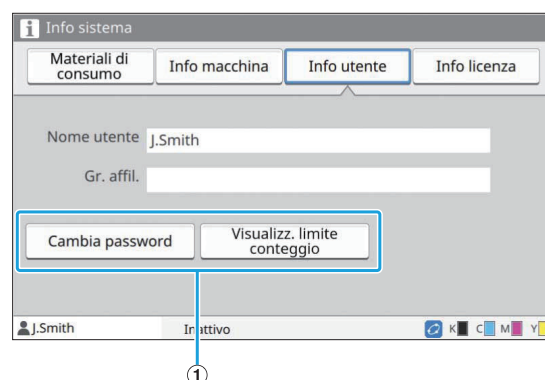 Info sistema
Materiali di
consumo
Info macchina
Info utente
Info licenza
Nome utente J.Smith
Gr. affil.
Cambia password
Visualizz. limite
conteggio
J.Smith
Inattivo
K C M Y
1